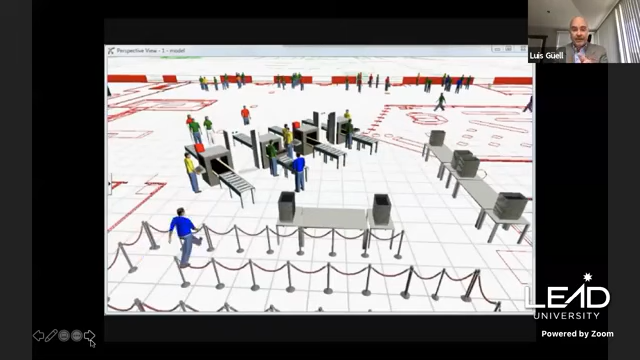 Perspective View - 1 - model
Luis Güell
LEAD
UNIVERSITY
Powered by Zoom